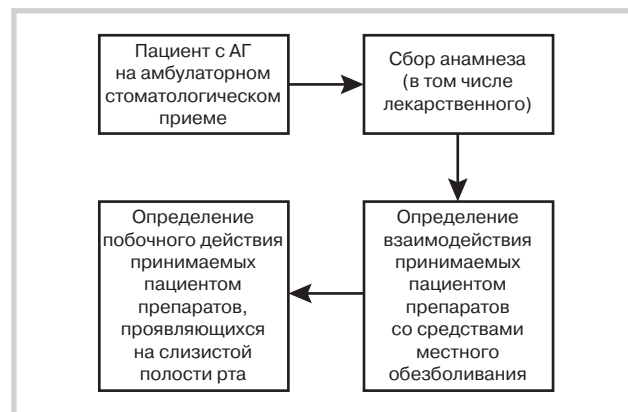 Пациент с АГ
на амбулаторном
стоматологическом
приеме
Сбор анамнеза
(в том числе
лекарственного)
Определение
взаимодействия
принимаемых
пациентом
препаратов
со средствами
местного
обезболивания
Определение
побочного действия
принимаемых
пациентом
препаратов,
проявляющихся
на слизистой
полости рта